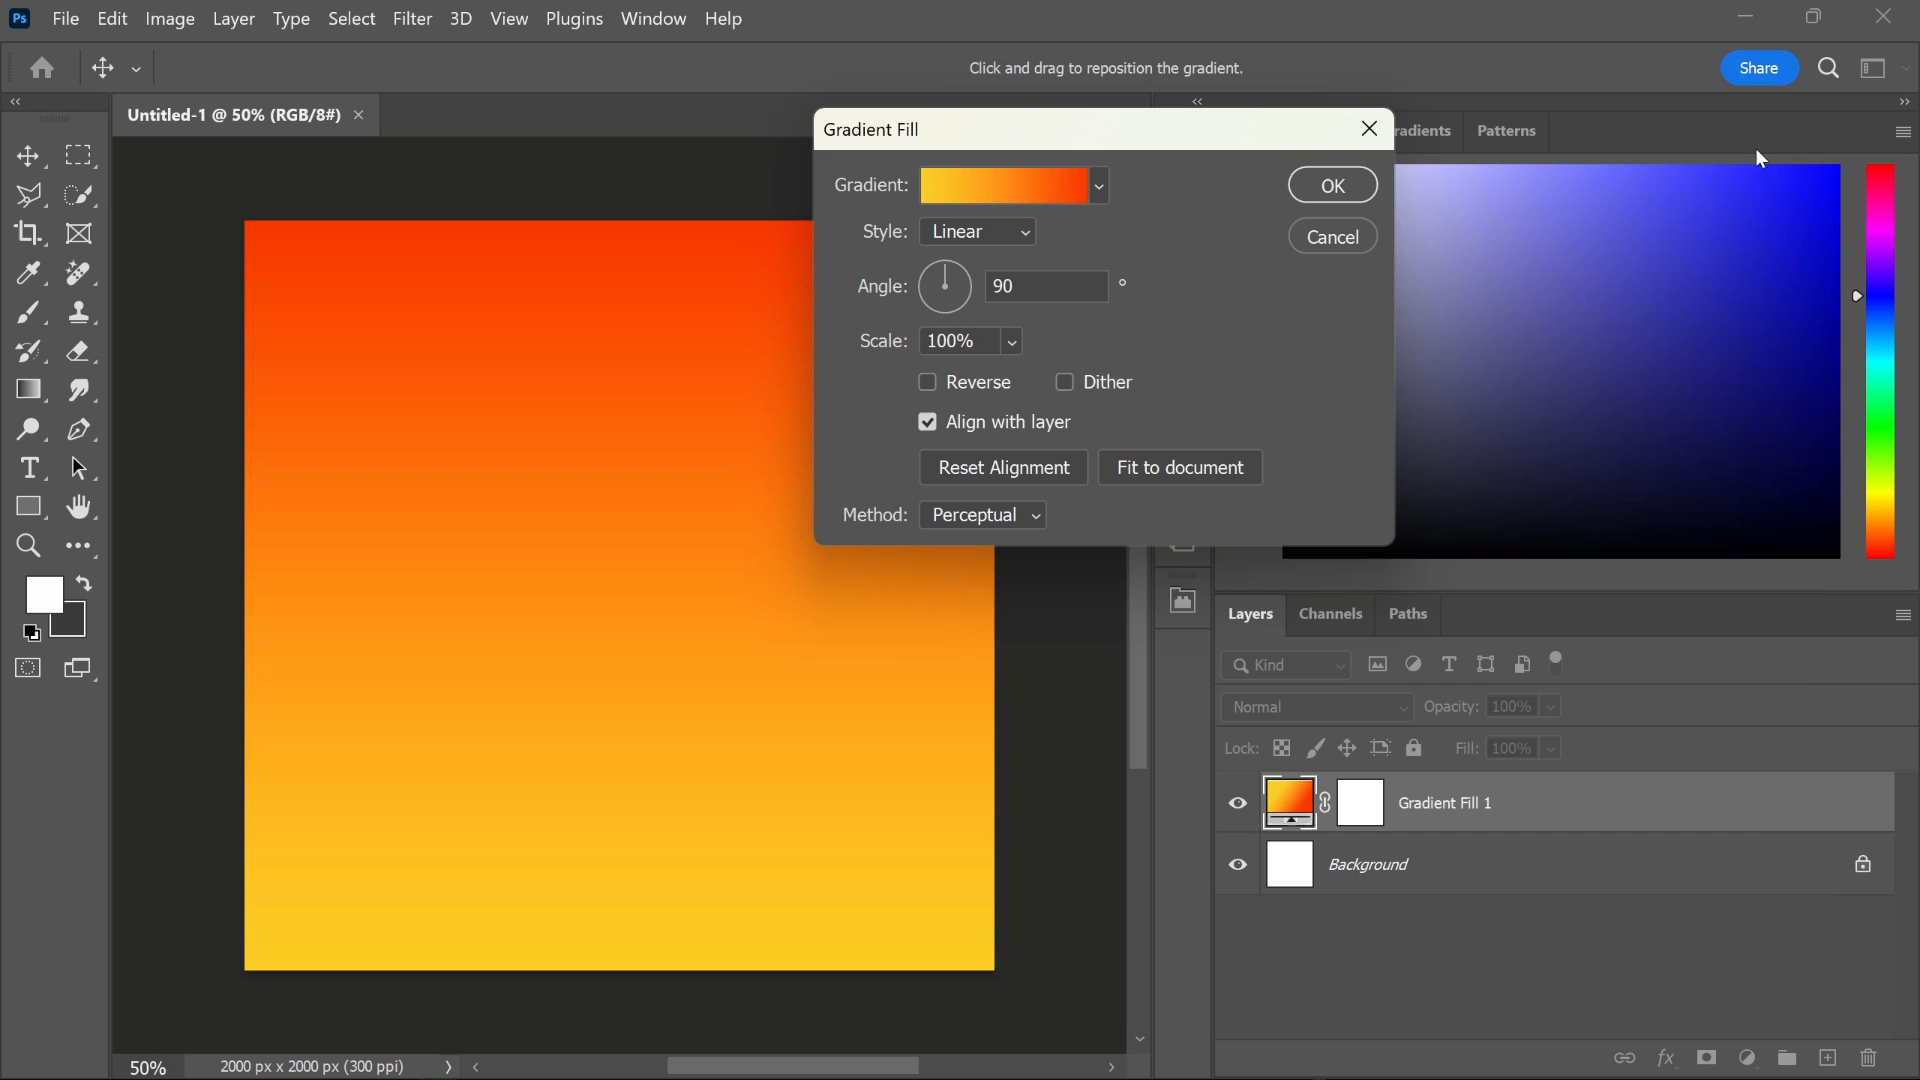 Ps File Edit Image Layer Type Select Filter 3D View Plugins Window Help
Click and drag to reposition the gradient.
Share
Untitled-1 @ 50% (RGB/8#)
Gradient Fill
Gradient:
OK
Style: Linear
Cancel
Angle: 90 °
Scale: 100%
Reverse Dither
Align with layer
Reset Alignment Fit to document
Method: Perceptual
radients Patterns
Layers Channels Paths
Kind
Normal Opacity: 100%
Lock: Fill: 100%
Gradient Fill 1
Background
fx
50% 2000 px x 2000 px (300 ppi)